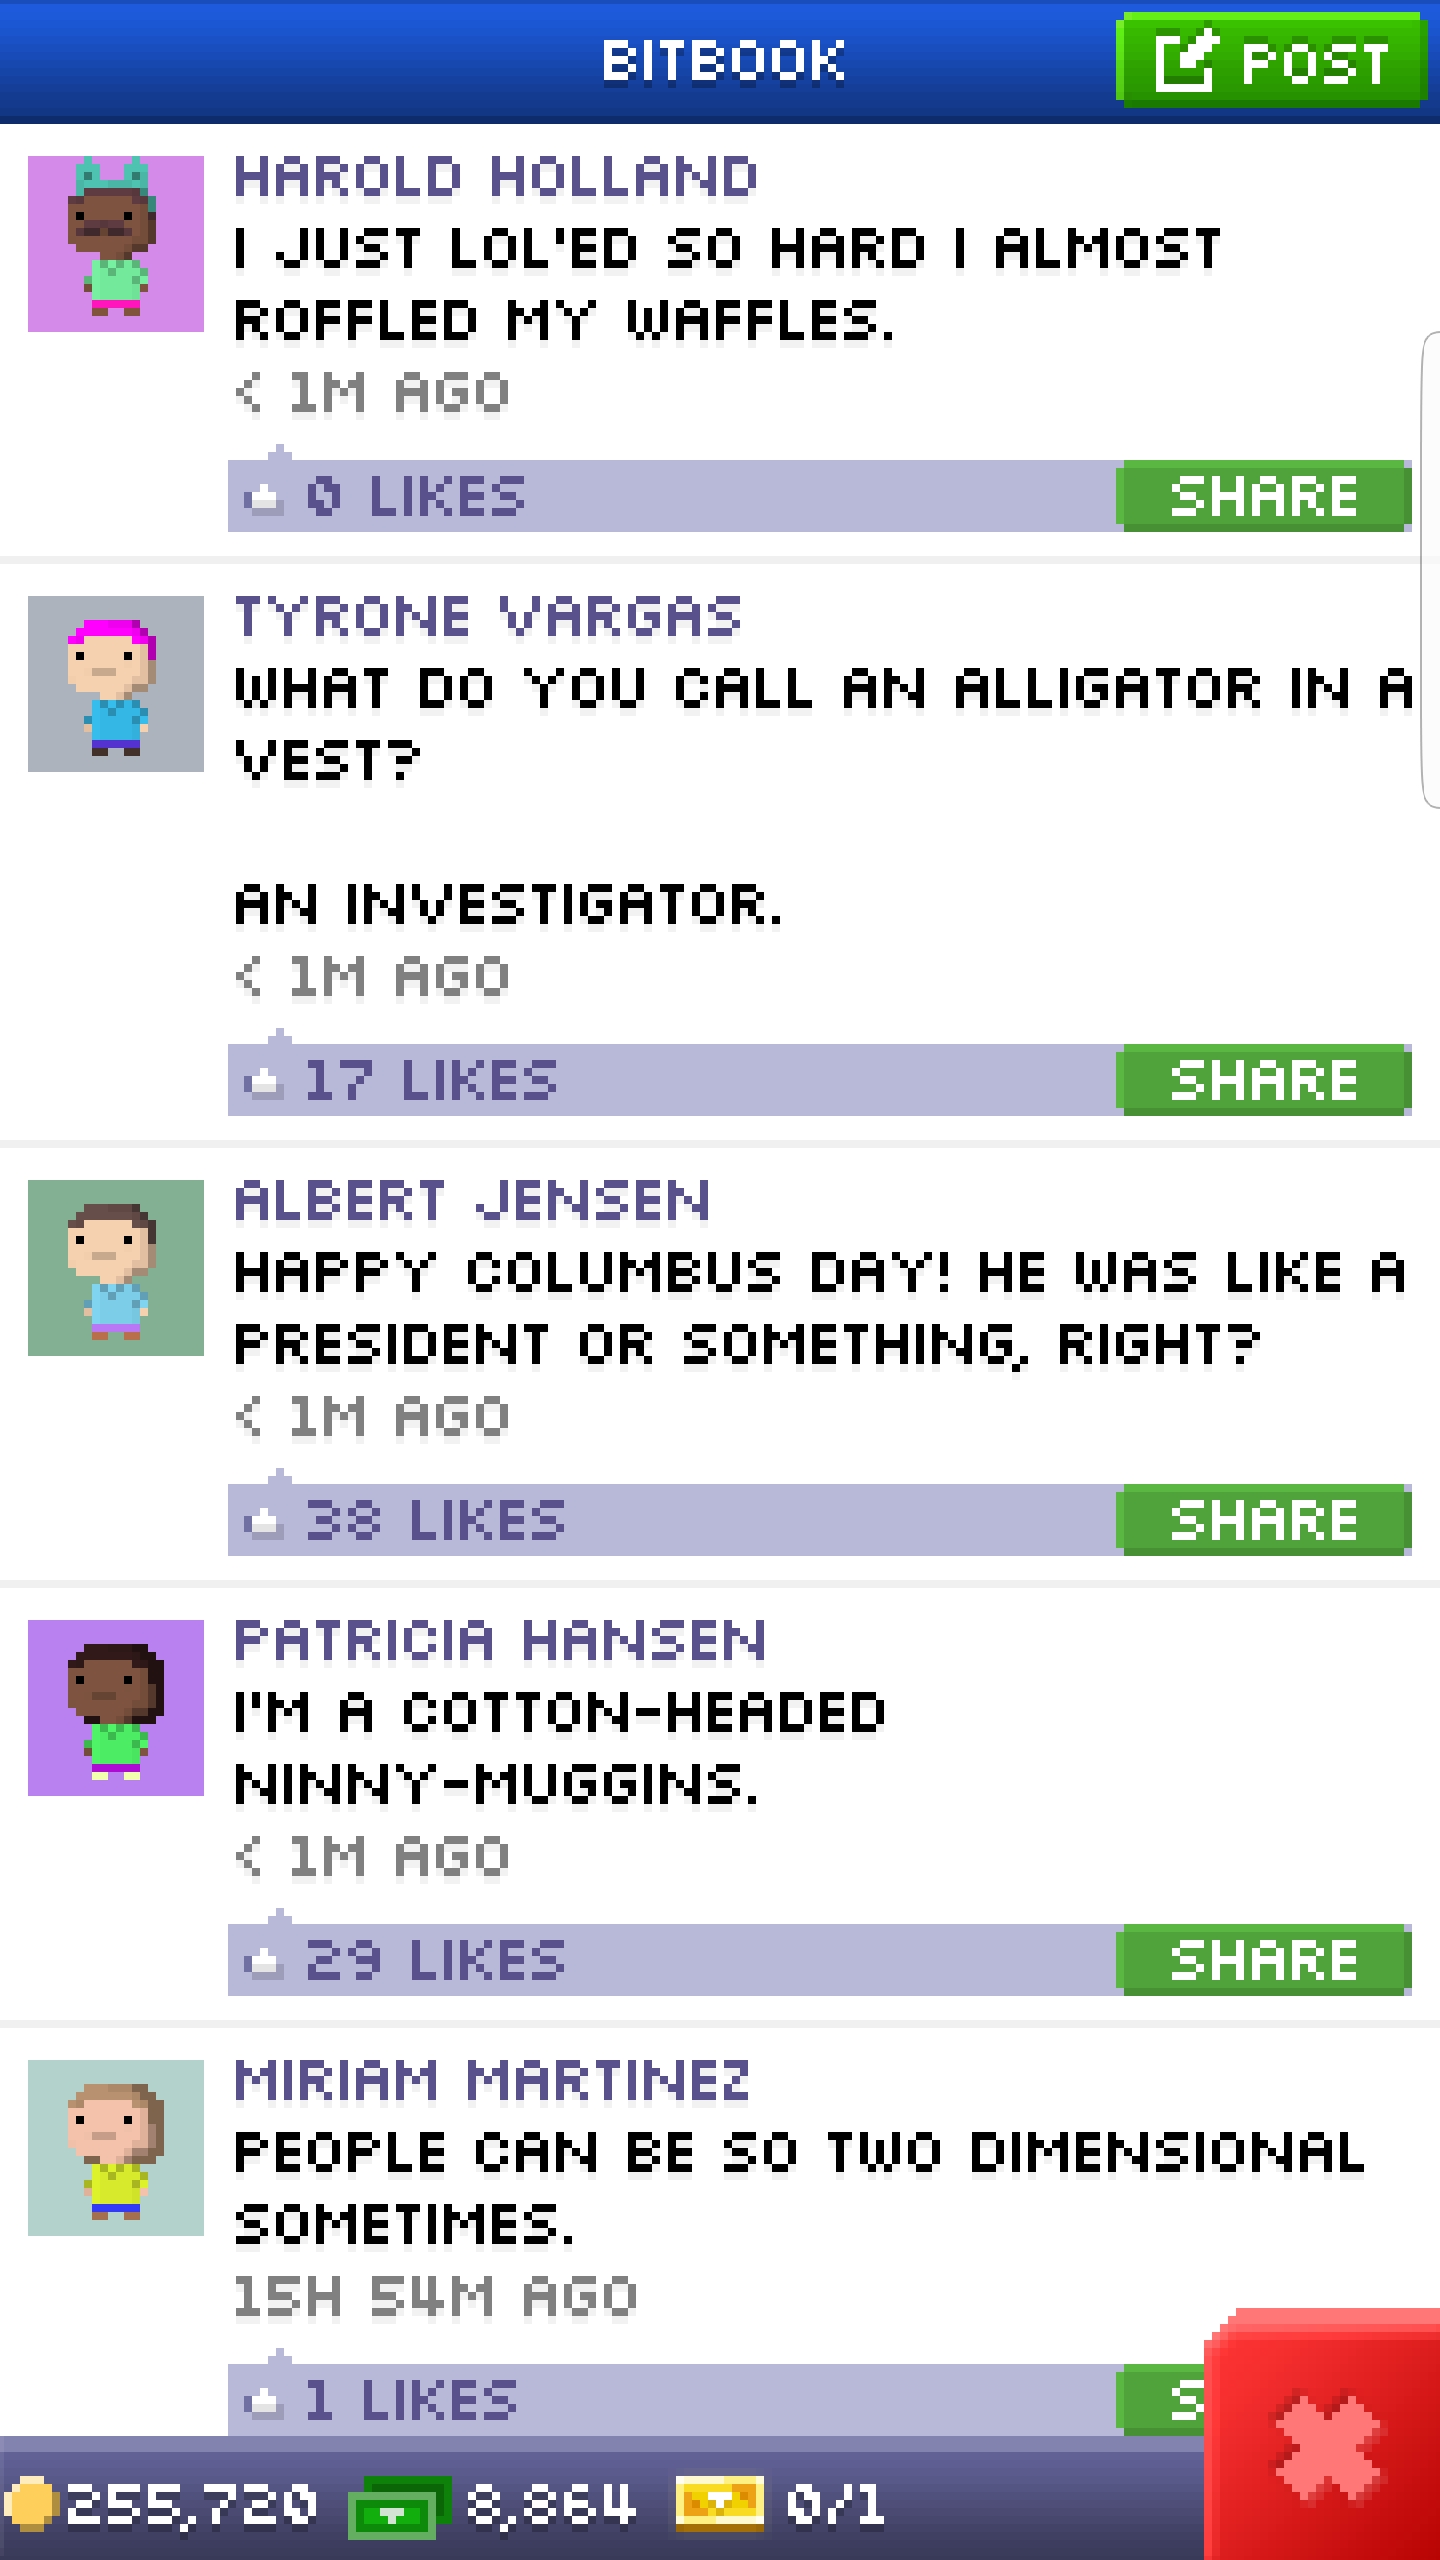 BITBOOK
POST
HAROLD HOLLAND
I JUST LOL'ED SO HARD I ALMOST
ROFFLED MY WAFFLES.
< 1M AGO
0 LIKES
SHARE
TYRONE VARGAS
WHAT DO YOU CALL AN ALLIGATOR IN A
VEST?
AN INVESTIGATOR.
< 1M AGO
17 LIKES
SHARE
ALBERT JENSEN
HAPPY COLUMBUS DAY! HE WAS LIKE A
PRESIDENT OR SOMETHING, RIGHT?
< 1M AGO
38 LIKES
SHARE
PATRICIA HANSEN
I'M A COTTON-HEADED
NINNY-MUGGINS.
< 1M AGO
29 LIKES
SHARE
MIRIAM MARTINEZ
PEOPLE CAN BE SO TWO DIMENSIONAL
SOMETIMES.
15H 54M AGO
1 LIKES
S
255,720 8,864 0/1